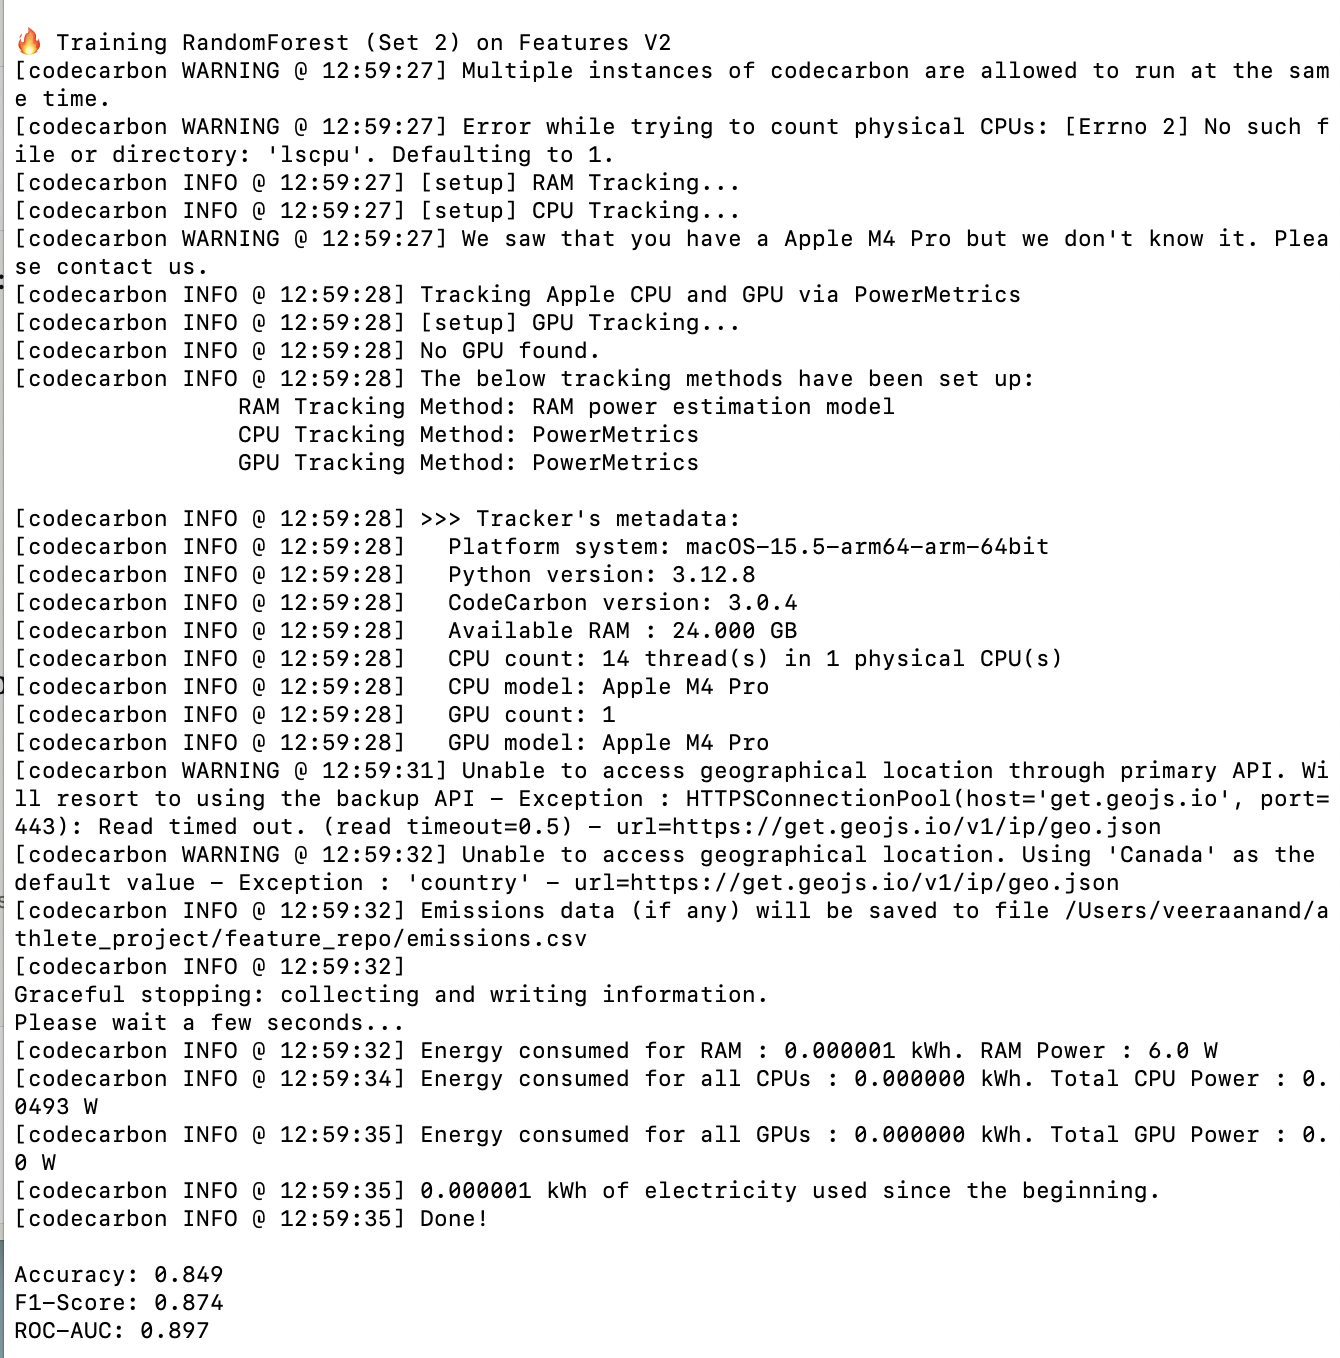 🔥 Training RandomForest (Set 2) on Features V2
[codecarbon WARNING @ 12:59:27] Multiple instances of codecarbon are allowed to run at the sam
e time.
[codecarbon WARNING @ 12:59:27] Error while trying to count physical CPUs: [Errno 2] No such f
ile or directory: 'lscpu'. Defaulting to 1.
[codecarbon INFO @ 12:59:27] [setup] RAM Tracking...
[codecarbon INFO @ 12:59:27] [setup] CPU Tracking...
[codecarbon WARNING @ 12:59:27] We saw that you have a Apple M4 Pro but we don't know it. Plea
se contact us.
[codecarbon INFO @ 12:59:28] Tracking Apple CPU and GPU via PowerMetrics
[codecarbon INFO @ 12:59:28] [setup] GPU Tracking...
[codecarbon INFO @ 12:59:28] No GPU found.
[codecarbon INFO @ 12:59:28] The below tracking methods have been set up:
                RAM Tracking Method: RAM power estimation model
                CPU Tracking Method: PowerMetrics
                GPU Tracking Method: PowerMetrics

[codecarbon INFO @ 12:59:28] >>> Tracker's metadata:
[codecarbon INFO @ 12:59:28]   Platform system: macOS-15.5-arm64-arm-64bit
[codecarbon INFO @ 12:59:28]   Python version: 3.12.8
[codecarbon INFO @ 12:59:28]   CodeCarbon version: 3.0.4
[codecarbon INFO @ 12:59:28]   Available RAM : 24.000 GB
[codecarbon INFO @ 12:59:28]   CPU count: 14 thread(s) in 1 physical CPU(s)
[codecarbon INFO @ 12:59:28]   CPU model: Apple M4 Pro
[codecarbon INFO @ 12:59:28]   GPU count: 1
[codecarbon INFO @ 12:59:28]   GPU model: Apple M4 Pro
[codecarbon WARNING @ 12:59:31] Unable to access geographical location through primary API. Wi
ll resort to using the backup API - Exception : HTTPSConnectionPool(host='get.geojs.io', port=
443): Read timed out. (read timeout=0.5) - url=https://get.geojs.io/v1/ip/geo.json
[codecarbon WARNING @ 12:59:32] Unable to access geographical location. Using 'Canada' as the
default value - Exception : 'country' - url=https://get.geojs.io/v1/ip/geo.json
[codecarbon INFO @ 12:59:32] Emissions data (if any) will be saved to file /Users/veeraanand/a
thlete_project/feature_repo/emissions.csv
[codecarbon INFO @ 12:59:32]
Graceful stopping: collecting and writing information.
Please wait a few seconds...
[codecarbon INFO @ 12:59:32] Energy consumed for RAM : 0.000001 kWh. RAM Power : 6.0 W
[codecarbon INFO @ 12:59:34] Energy consumed for all CPUs : 0.000000 kWh. Total CPU Power : 0.
0493 W
[codecarbon INFO @ 12:59:35] Energy consumed for all GPUs : 0.000000 kWh. Total GPU Power : 0.
0 W
[codecarbon INFO @ 12:59:35] 0.000001 kWh of electricity used since the beginning.
[codecarbon INFO @ 12:59:35] Done!

Accuracy: 0.849
F1-Score: 0.874
ROC-AUC: 0.897